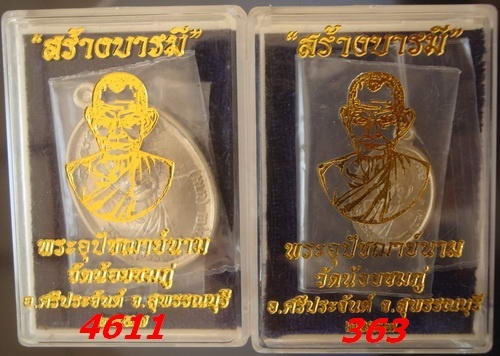 "สร้างบารมี"
พระอุปัชฌาย์นาม
วัดน้อยชมภู่
อ.ศรีประจันต์ จ.สุพรรณบุรี
4611
"สร้างบารมี"
พระอุปัชฌาย์นาม
วัดน้อยชมภู่
อ.ศรีประจันต์ จ.สุพรรณบุรี
363